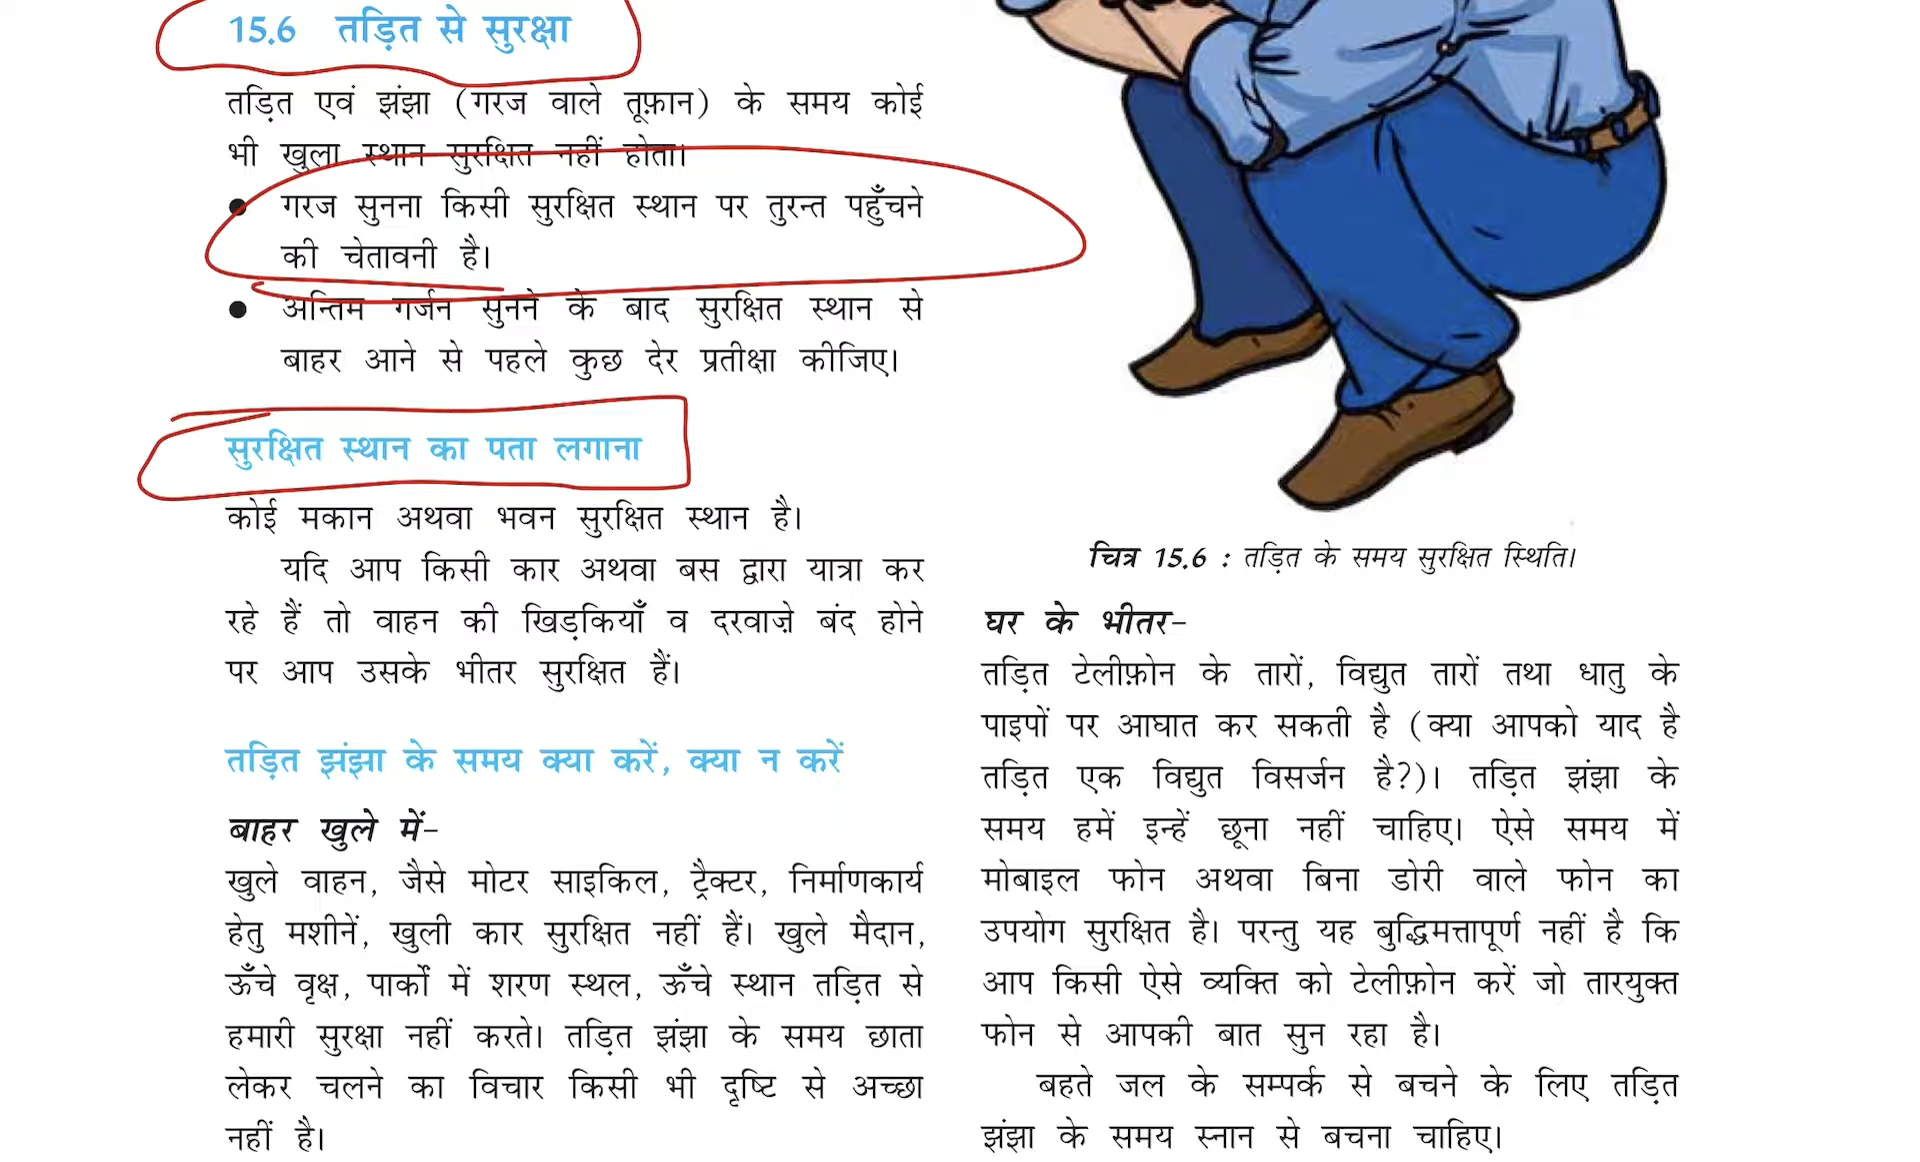 15.6 तड़ित से सुरक्षा
तड़ित एवं झंझा (गरज वाले तूफ़ान) के समय कोई
भी खुला स्थान सुरक्षित नहीं होता।
● गरज सुनना किसी सुरक्षित स्थान पर तुरन्त पहुँचने
की चेतावनी है।
● अन्तिम गर्जन सुनने के बाद सुरक्षित स्थान से
बाहर आने से पहले कुछ देर प्रतीक्षा कीजिए।
सुरक्षित स्थान का पता लगाना
कोई मकान अथवा भवन सुरक्षित स्थान है।
यदि आप किसी कार अथवा बस द्वारा यात्रा कर
रहे हैं तो वाहन की खिड़कियाँ व दरवाज़े बंद होने
पर आप उसके भीतर सुरक्षित हैं।
तड़ित झंझा के समय क्या करें, क्या न करें
बाहर खुले में-
खुले वाहन, जैसे मोटर साइकिल, ट्रैक्टर, निर्माणकार्य
हेतु मशीनें, खुली कार सुरक्षित नहीं हैं। खुले मैदान,
ऊँचे वृक्ष, पार्कों में शरण स्थल, ऊँचे स्थान तड़ित से
हमारी सुरक्षा नहीं करते। तड़ित झंझा के समय छाता
लेकर चलने का विचार किसी भी दृष्टि से अच्छा
नहीं है।
चित्र 15.6 : तड़ित के समय सुरक्षित स्थिति।
घर के भीतर-
तड़ित टेलीफ़ोन के तारों, विद्युत तारों तथा धातु के
पाइपों पर आघात कर सकती है (क्या आपको याद है
तड़ित एक विद्युत विसर्जन है?)। तड़ित झंझा के
समय हमें इन्हें छूना नहीं चाहिए। ऐसे समय में
मोबाइल फोन अथवा बिना डोरी वाले फोन का
उपयोग सुरक्षित है। परन्तु यह बुद्धिमत्तापूर्ण नहीं है कि
आप किसी ऐसे व्यक्ति को टेलीफ़ोन करें जो तारयुक्त
फोन से आपकी बात सुन रहा है।
बहते जल के सम्पर्क से बचने के लिए तड़ित
झंझा के समय स्नान से बचना चाहिए।